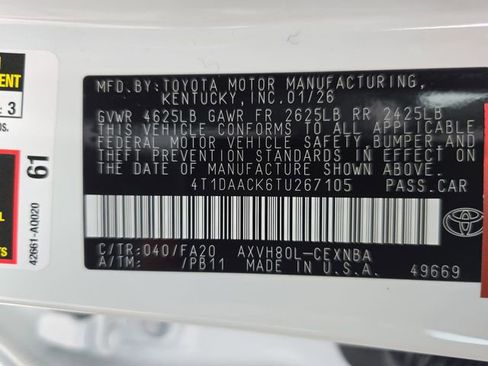 MFD.BY:TOYOTA MOTOR MANUFACTURING,
KENTUCKY,INC.01/26
GVWR 4625LB GAWR FR 2625LB RR 2425LB
THIS VEHICLE CONFORMS TO ALL APPLICABLE
FEDERAL MOTOR VEHICLE SAFETY,BUMPER,AND
THEFT PREVENTION STANDARDS IN EFFECT ON
THE DATE OF MANUFACTURE SHOWN ABOVE.
4T1DAACK6TU267105 PASS.CAR
C/TR:040/FA20 AXVH80L-CEXNBA
A/TM: /PB11 MADE IN U.S.A. 49669
TOYOTA
61
42661-A0020
3